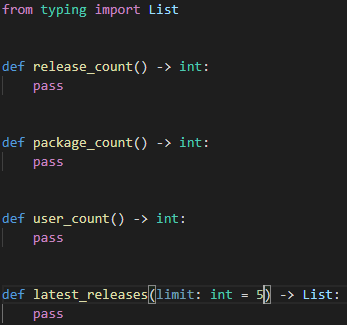 from typing import List
def release_count() -> int:
pass
def package_count() -> int:
pass
def user_count() -> int:
pass
def latest_releases(limit: int = 5) -> List:
pass